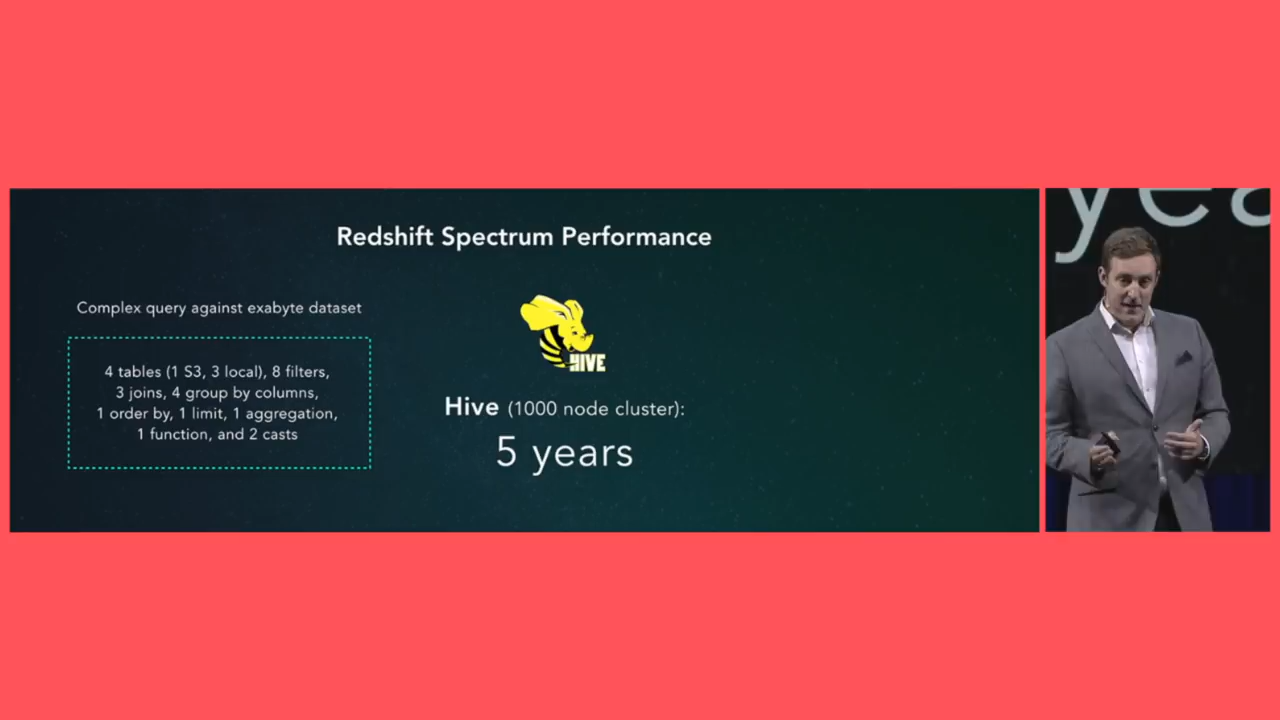 Redshift Spectrum Performance
Complex query against exabyte dataset
4 tables (1 S3, 3 local), 8 filters,
3 joins, 4 group by columns,
1 order by, 1 limit, 1 aggregation,
1 function, and 2 casts
HIVE
Hive (1000 node cluster):
5 years
yea